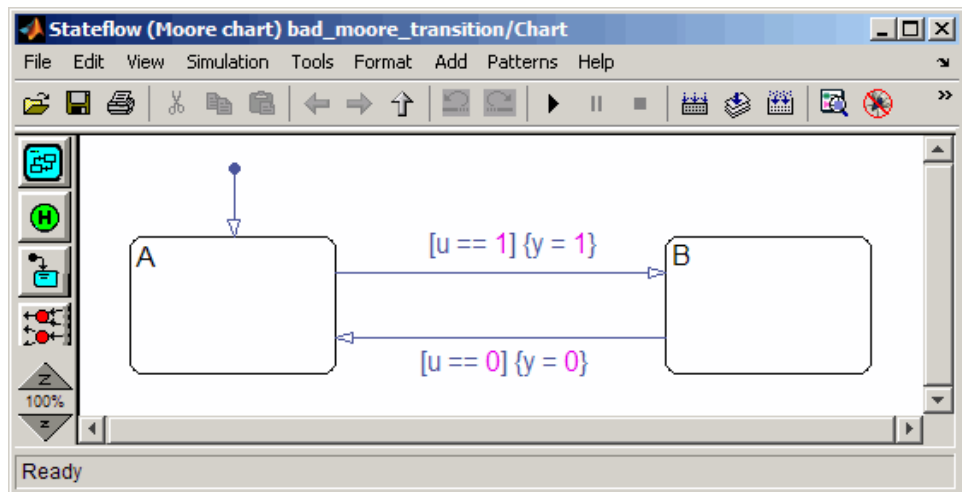 Stateflow (Moore chart) bad_moore_transition/Chart
File Edit View Simulation Tools Format Add Patterns Help
H
A
[u == 1] {y = 1}
B
[u == 0] {y = 0}
Z
100%
z
Ready